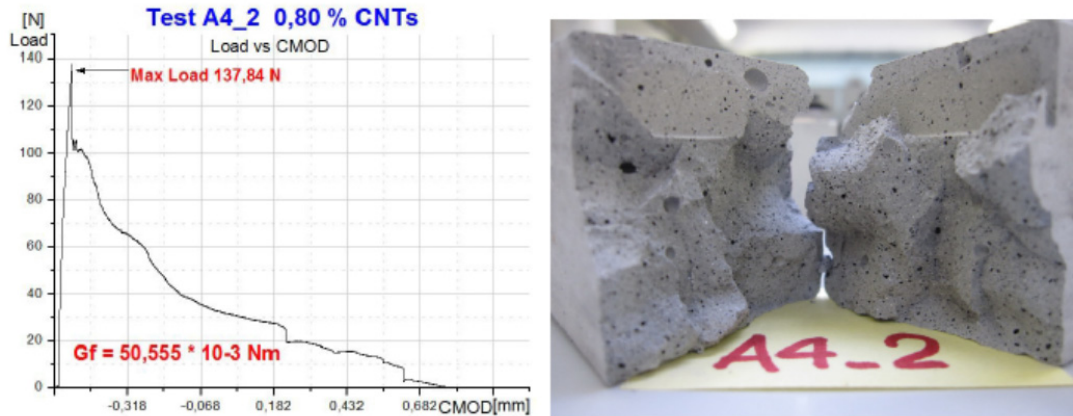 Test A4_2 0,80 % CNTs
[N]
Load
Load vs CMOD
140
Max Load 137,84 N
120
100
80
60
40
20
Gf = 50,555 * 10-3 Nm
0
-0,318 -0,068 0,182 0,432 0,682 CMOD[mm]
A4_2